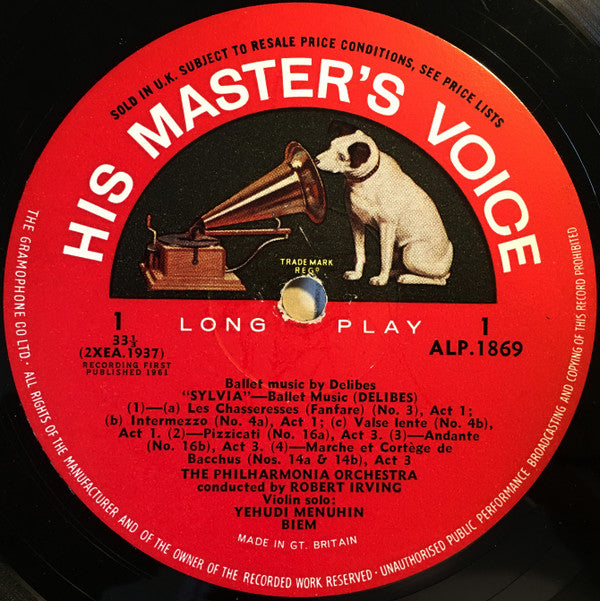 SOLD IN U.K. SUBJECT TO RESALE PRICE CONDITIONS, SEE PRICE LISTS
HIS MASTER'S VOICE
TRADE MARK
REGD
LONG PLAY
1
33⅓
(2XEA.1937)
RECORDING FIRST
PUBLISHED 1961
1
ALP.1869
Ballet music by Delibes
"SYLVIA"—Ballet Music (DELIBES)
(1)—(a) Les Chasseresses (Fanfare) (No. 3), Act 1;
(b) Intermezzo (No. 4a), Act 1; (c) Valse lente (No. 4b),
Act 1. (2)—Pizzicati (No. 16a), Act 3. (3)—Andante
(No. 16b), Act 3. (4)—Marche et Cortège de
Bacchus (Nos. 14a & 14b), Act 3
THE PHILHARMONIA ORCHESTRA
conducted by ROBERT IRVING
Violin solo:
YEHUDI MENUHIN
BIEM
MADE IN GT. BRITAIN
THE GRAMOPHONE CO LTD. · ALL RIGHTS OF THE MANUFACTURER AND OF THE OWNER OF THE RECORDED WORK RESERVED · UNAUTHORISED PUBLIC PERFORMANCE BROADCASTING AND COPYING OF THIS RECORD PROHIBITED